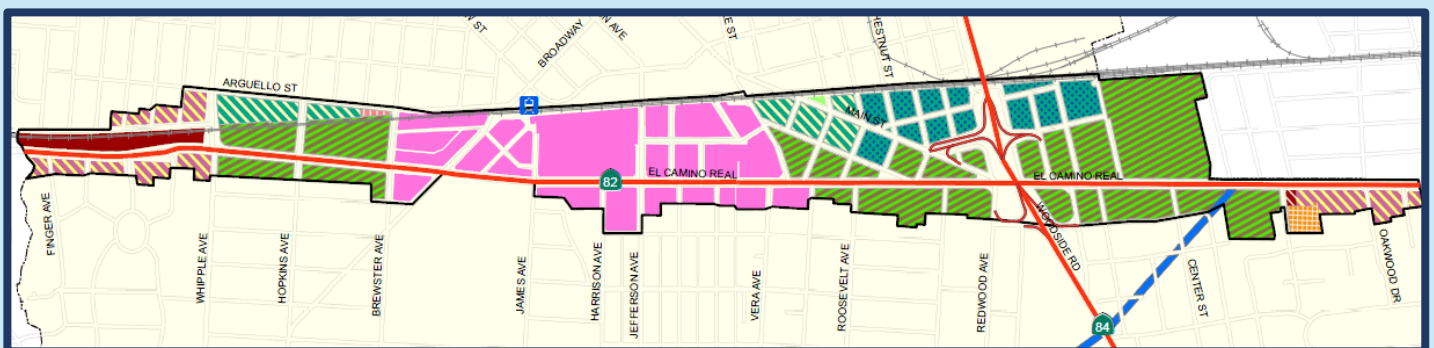 BROADWAY
ARGUELLO ST
CHESTNUT ST
MAIN ST
EL CAMINO REAL
82
EL CAMINO REAL
WOODSIDE RD
84
FINGER AVE
WHIPPLE AVE
HOPKINS AVE
BREWSTER AVE
JAMES AVE
HARRISON AVE
JEFFERSON AVE
VERA AVE
ROOSEVELT AVE
REDWOOD AVE
CENTER ST
OAKWOOD DR